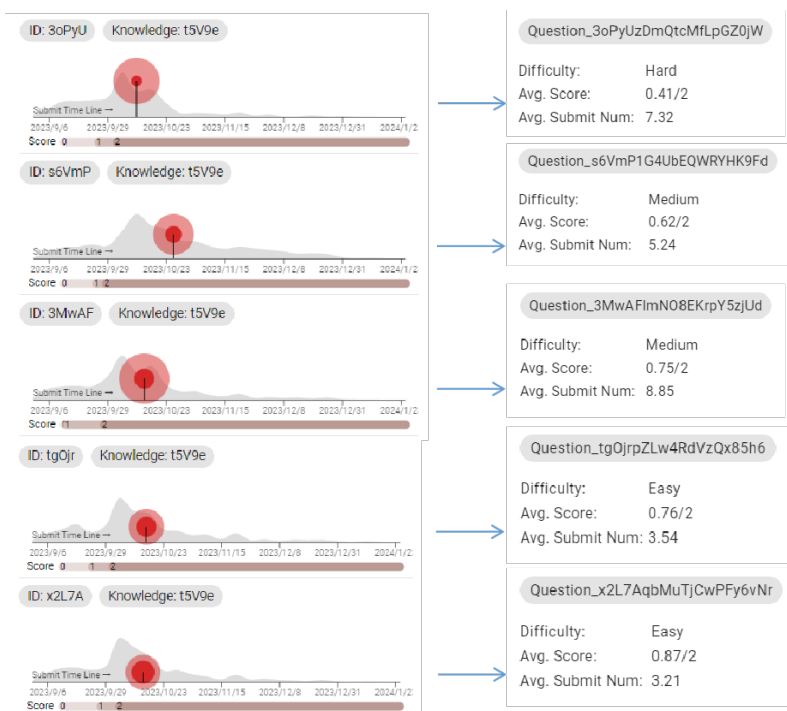 ID: 3oPyU Knowledge: t5V9e
Submit Time Line →
2023/9/6 2023/9/29 2023/10/23 2023/11/15 2023/12/8 2023/12/31 2024/1/2
Score 0 1 2
Question_3oPyUzDmQtcMfLpGZ0jW
Difficulty: Hard
Avg. Score: 0.41/2
Avg. Submit Num: 7.32
ID: s6VmP Knowledge: t5V9e
Submit Time Line →
2023/9/6 2023/9/29 2023/10/23 2023/11/15 2023/12/8 2023/12/31 2024/1/2
Score 0 1 2
Question_s6VmP1G4UbEQWRYHK9Fd
Difficulty: Medium
Avg. Score: 0.62/2
Avg. Submit Num: 5.24
ID: 3MwAF Knowledge: t5V9e
Submit Time Line →
2023/9/6 2023/9/29 2023/10/23 2023/11/15 2023/12/8 2023/12/31 2024/1/2
Score 0 1 2
Question_3MwAFlmNO8EKrpY5zjUd
Difficulty: Medium
Avg. Score: 0.75/2
Avg. Submit Num: 8.85
ID: tgOjr Knowledge: t5V9e
Submit Time Line →
2023/9/6 2023/9/29 2023/10/23 2023/11/15 2023/12/8 2023/12/31 2024/1/2
Score 0 1 2
Question_tgOjrpZLw4RdVzQx85h6
Difficulty: Easy
Avg. Score: 0.76/2
Avg. Submit Num: 3.54
ID: x2L7A Knowledge: t5V9e
Submit Time Line →
2023/9/6 2023/9/29 2023/10/23 2023/11/15 2023/12/8 2023/12/31 2024/1/2
Score 0 1 2
Question_x2L7AqbMuTjCwPFy6vNr
Difficulty: Easy
Avg. Score: 0.87/2
Avg. Submit Num: 3.21